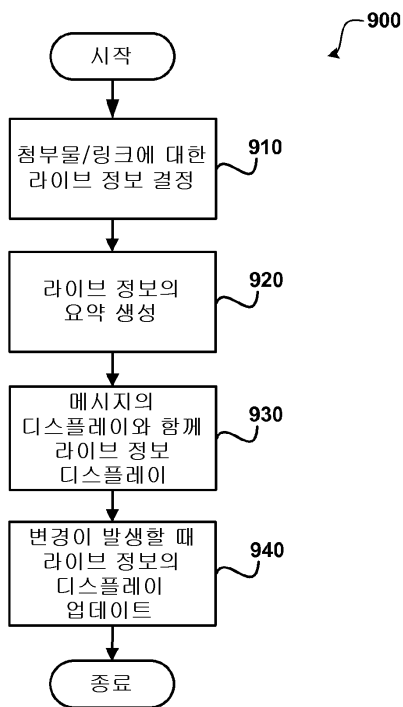 900
시작
첨부물/링크에 대한
라이브 정보 결정
910
라이브 정보의
요약 생성
920
메시지의
디스플레이와 함께
라이브 정보
디스플레이
930
변경이 발생할 때
라이브 정보의
디스플레이
업데이트
940
종료